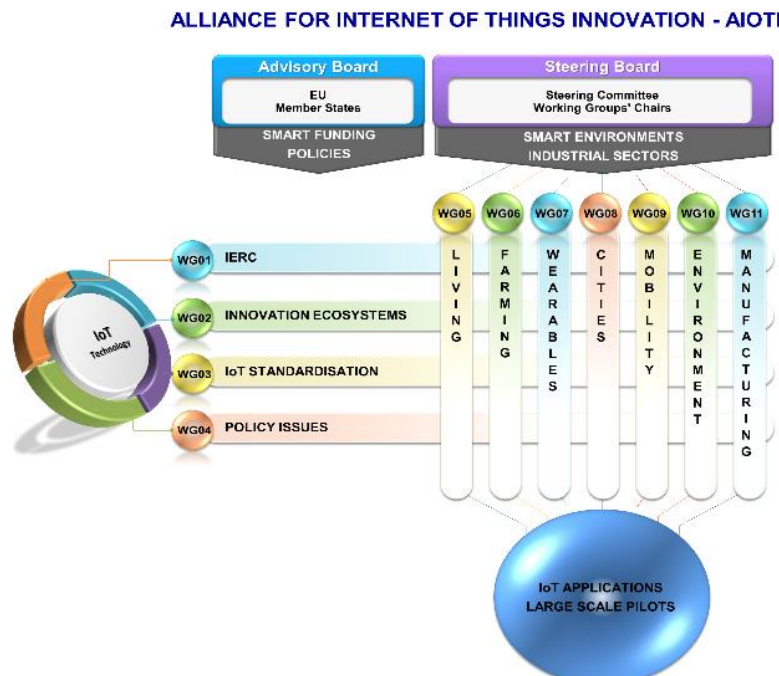 ALLIANCE FOR INTERNET OF THINGS INNOVATION - AIOTI
Advisory Board
EU
Member States
SMART FUNDING
POLICIES
Steering Board
Steering Committee
Working Groups' Chairs
SMART ENVIRONMENTS
INDUSTRIAL SECTORS
WG05
WG06
WG07
WG08
WG09
WG10
WG11
LIVING
FARMING
WEARABLES
CITIES
MOBILITY
ENVIRONMENT
MANUFACTURING
IoT
Technology
WG01
IERC
WG02
INNOVATION ECOSYSTEMS
WG03
IoT STANDARDISATION
WG04
POLICY ISSUES
IoT APPLICATIONS
LARGE SCALE PILOTS